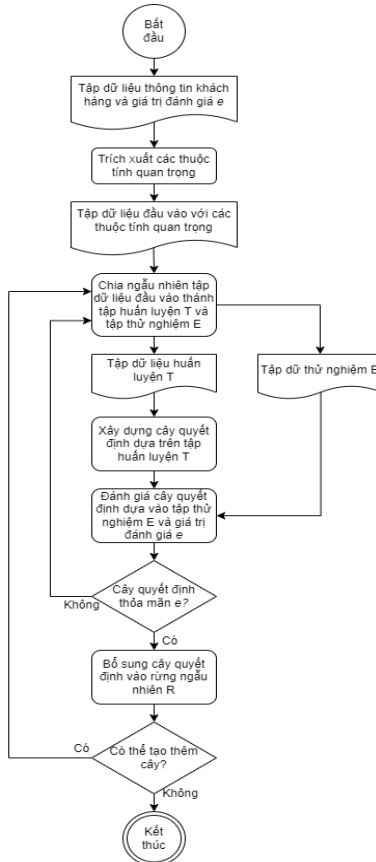 Bắt
đầu
Tập dữ liệu thông tin khách
hàng và giá trị đánh giá e
Trích xuất các thuộc
tính quan trọng
Tập dữ liệu đầu vào với các
thuộc tính quan trọng
Chia ngẫu nhiên tập
dữ liệu đầu vào thành
tập huấn luyện T và
tập thử nghiệm E
Tập dữ liệu huấn
luyện T
Tập dữ thử nghiệm E
Xây dựng cây quyết
định dựa trên tập
huấn luyện T
Đánh giá cây quyết
định dựa vào tập thử
nghiệm E và giá trị
đánh giá e
Cây quyết định
thỏa mãn e?
Không
Có
Bổ sung cây quyết
định vào rừng ngẫu
nhiên R
Có
Có thể tạo thêm
cây?
Không
Kết
thúc